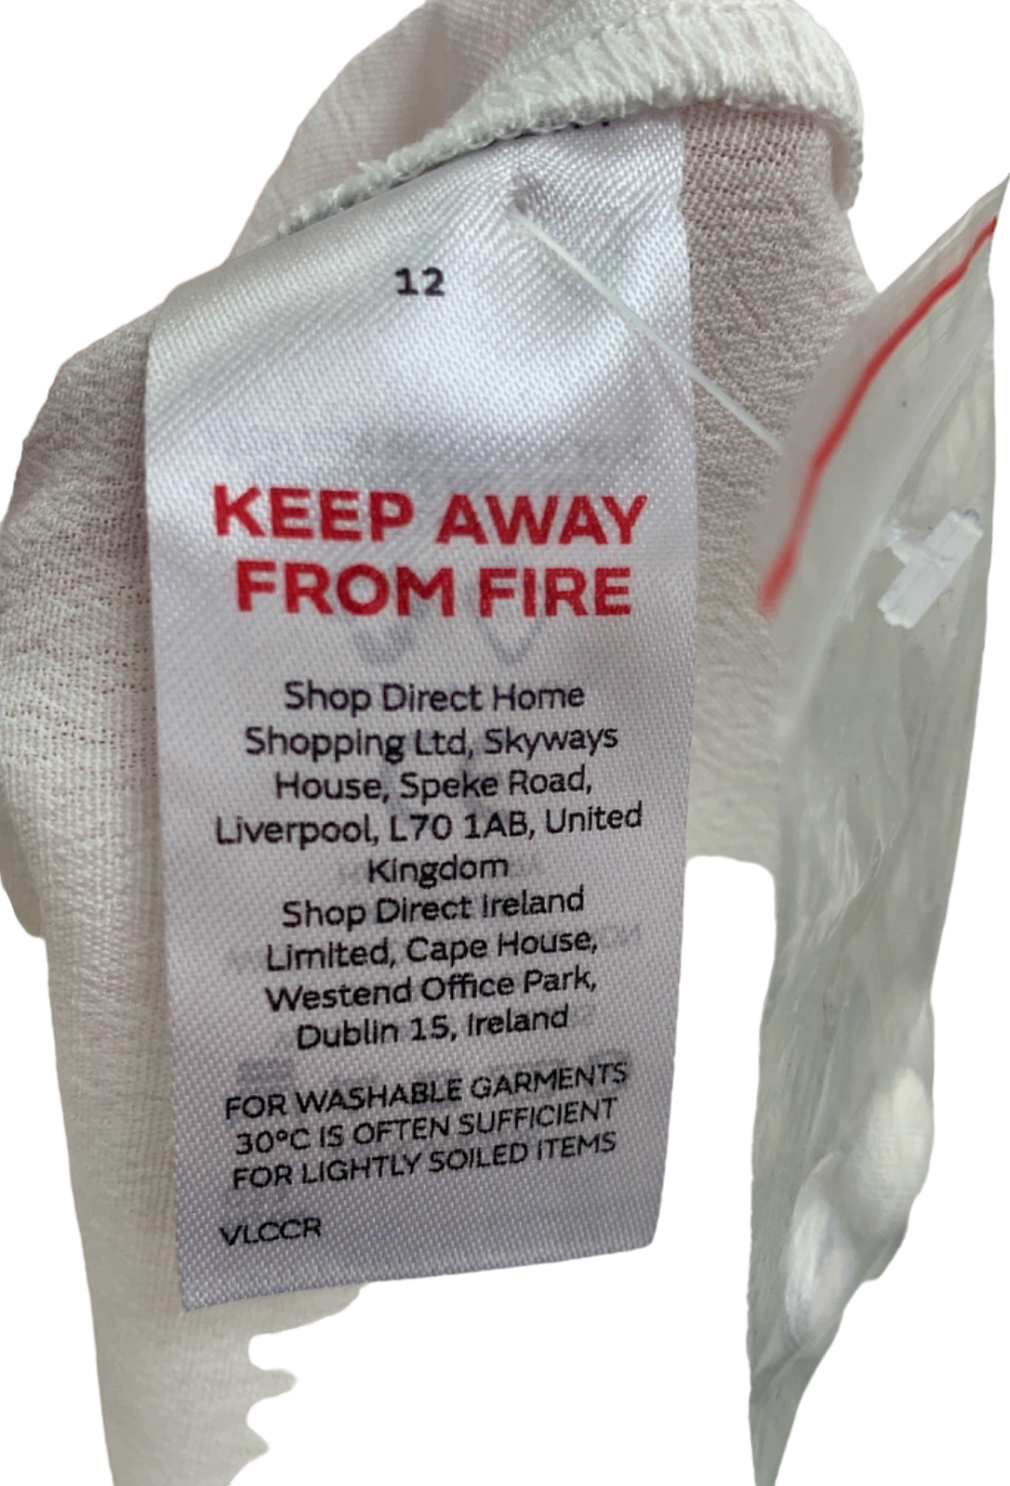 12
KEEP AWAY
FROM FIRE
Shop Direct Home
Shopping Ltd, Skyways
House, Speke Road,
Liverpool, L70 1AB, United
Kingdom
Shop Direct Ireland
Limited, Cape House,
Westend Office Park,
Dublin 15, Ireland
FOR WASHABLE GARMENTS
30°C IS OFTEN SUFFICIENT
FOR LIGHTLY SOILED ITEMS
VLCCR